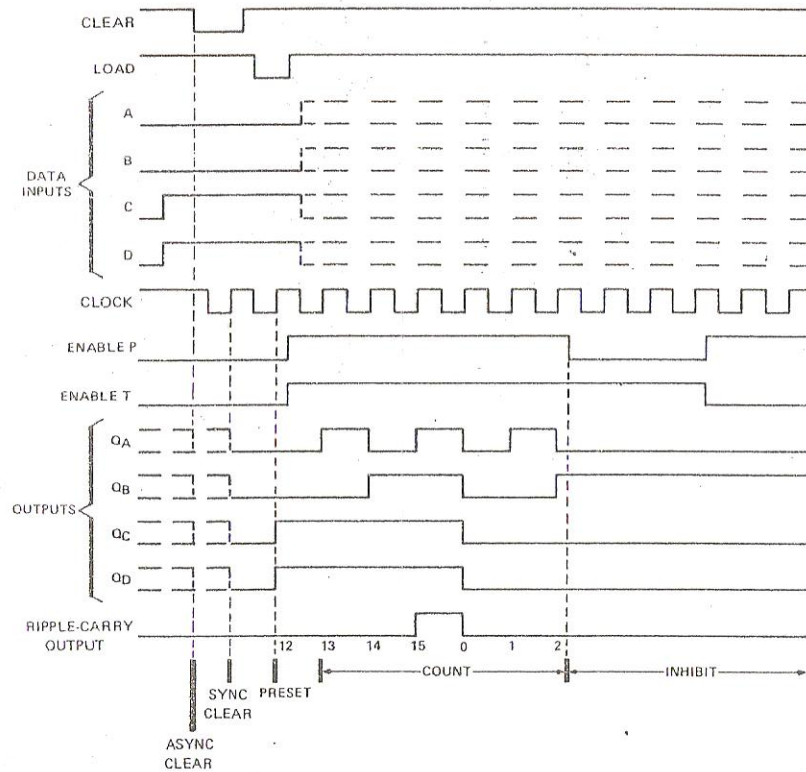 CLEAR
LOAD
A
B
DATA
INPUTS
C
D
CLOCK
ENABLE P
ENABLE T
QA
QB
OUTPUTS
QC
QD
RIPPLE-CARRY
OUTPUT
12 13 14 15 0 1 2
SYNC
CLEAR
PRESET
COUNT
INHIBIT
ASYNC
CLEAR